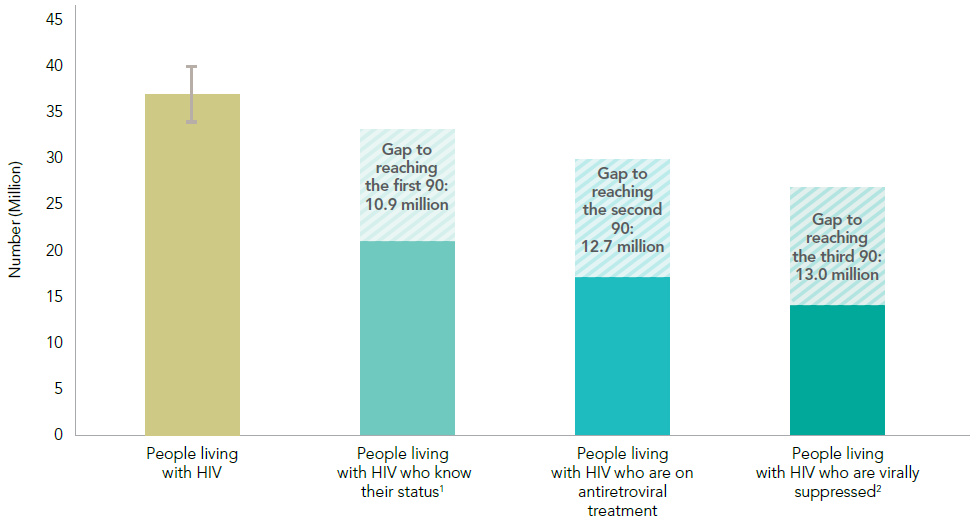 Number (Million)
45
40
35
30
25
20
15
10
5
0
Gap to
reaching
the first 90:
10.9 million
Gap to
reaching
the second
90:
12.7 million
Gap to
reaching
the third 90:
13.0 million
People living
with HIV
People living
with HIV who know
their status¹
People living
with HIV who are on
antiretroviral
treatment
People living
with HIV who are virally
suppressed²